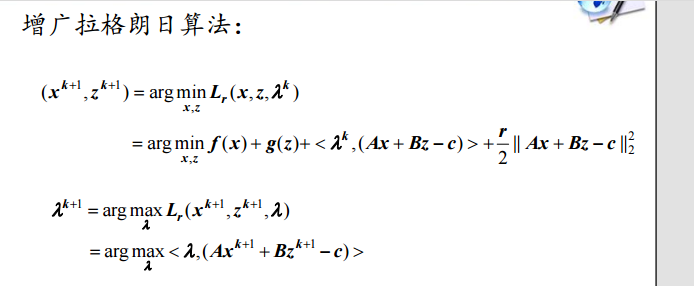 增广拉格朗日算法:
(x^{k+1}, z^{k+1}) = arg min_{x,z} L_r(x, z, λ^k)
= arg min_{x,z} f(x) + g(z) + < λ^k, (Ax + Bz − c) > + \frac{r}{2} || Ax + Bz − c ||_2^2
λ^{k+1} = arg max_λ L_r(x^{k+1}, z^{k+1}, λ)
= arg max_λ < λ, (Ax^{k+1} + Bz^{k+1} − c) >